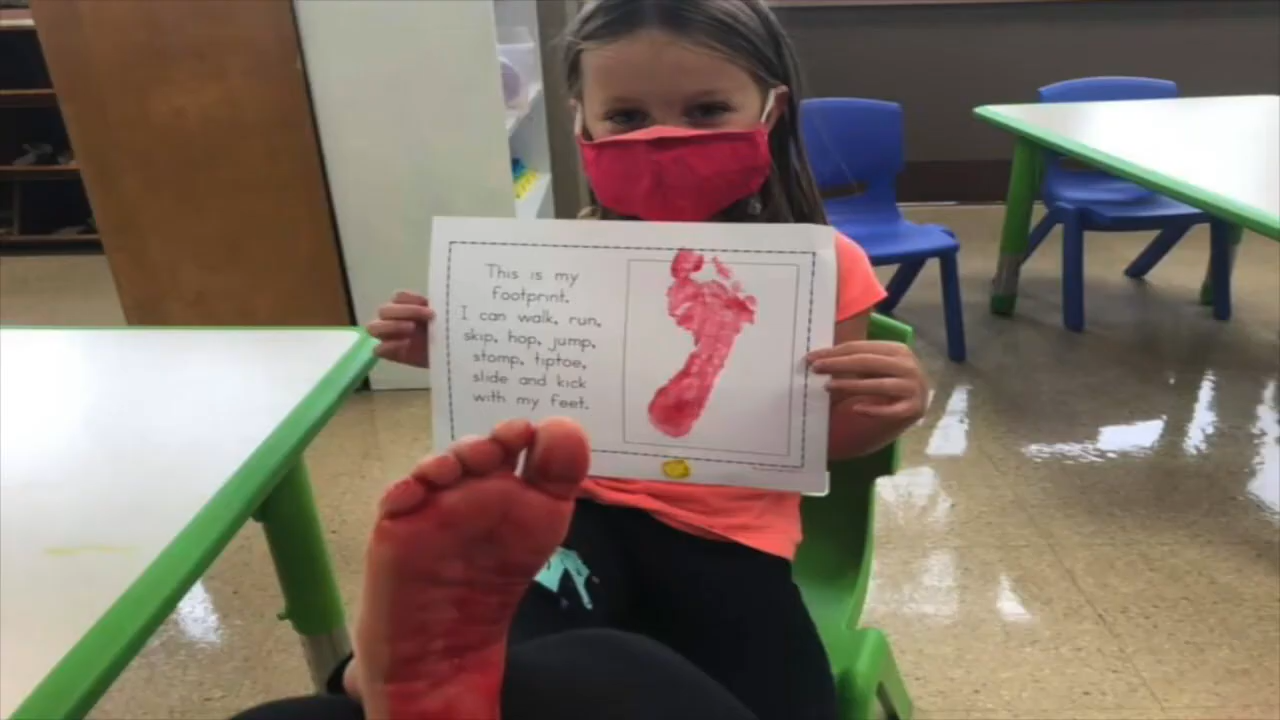 This is my
footprint.
I can walk, run,
skip, hop, jump,
stomp, tiptoe,
slide and kick
with my feet.